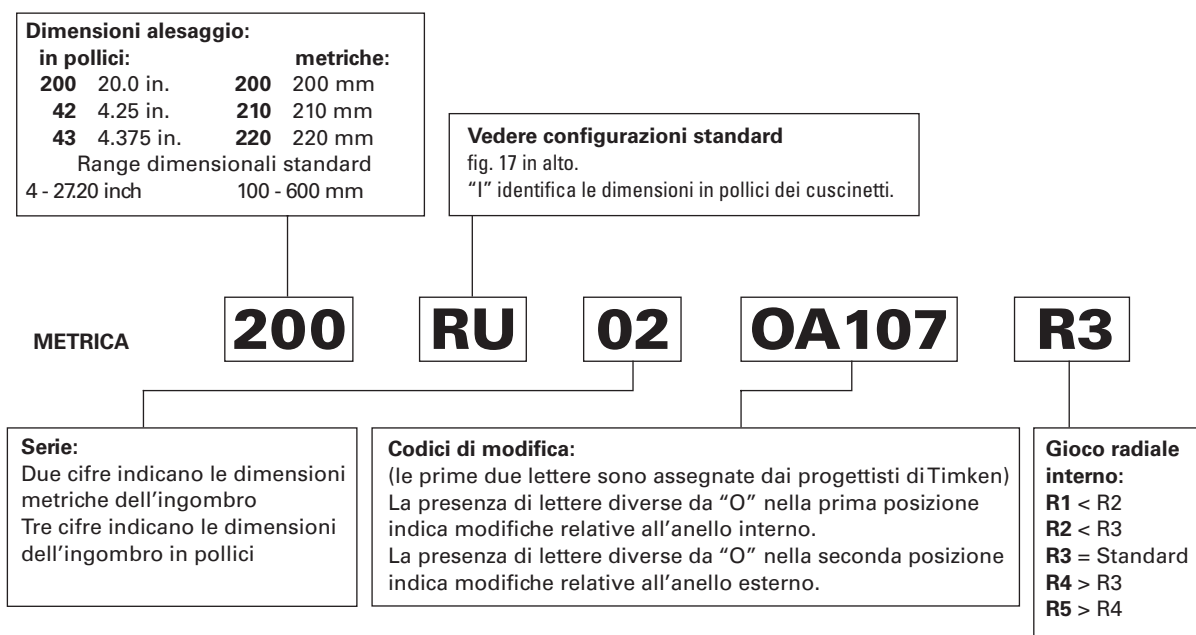 Dimensioni alesaggio:
in pollici: metriche:
200 20.0 in. 200 200 mm
42 4.25 in. 210 210 mm
43 4.375 in. 220 220 mm
Range dimensionali standard
4 - 27.20 inch 100 - 600 mm
Vedere configurazioni standard
fig. 17 in alto.
“I” identifica le dimensioni in pollici dei cuscinetti.
METRICA 200 RU 02 OA107 R3
Serie:
Due cifre indicano le dimensioni
metriche dell’ingombro
Tre cifre indicano le dimensioni
dell’ingombro in pollici
Codici di modifica:
(le prime due lettere sono assegnate dai progettisti di Timken)
La presenza di lettere diverse da “O” nella prima posizione
indica modifiche relative all’anello interno.
La presenza di lettere diverse da “O” nella seconda posizione
indica modifiche relative all’anello esterno.
Gioco radiale
interno:
R1 < R2
R2 < R3
R3 = Standard
R4 > R3
R5 > R4